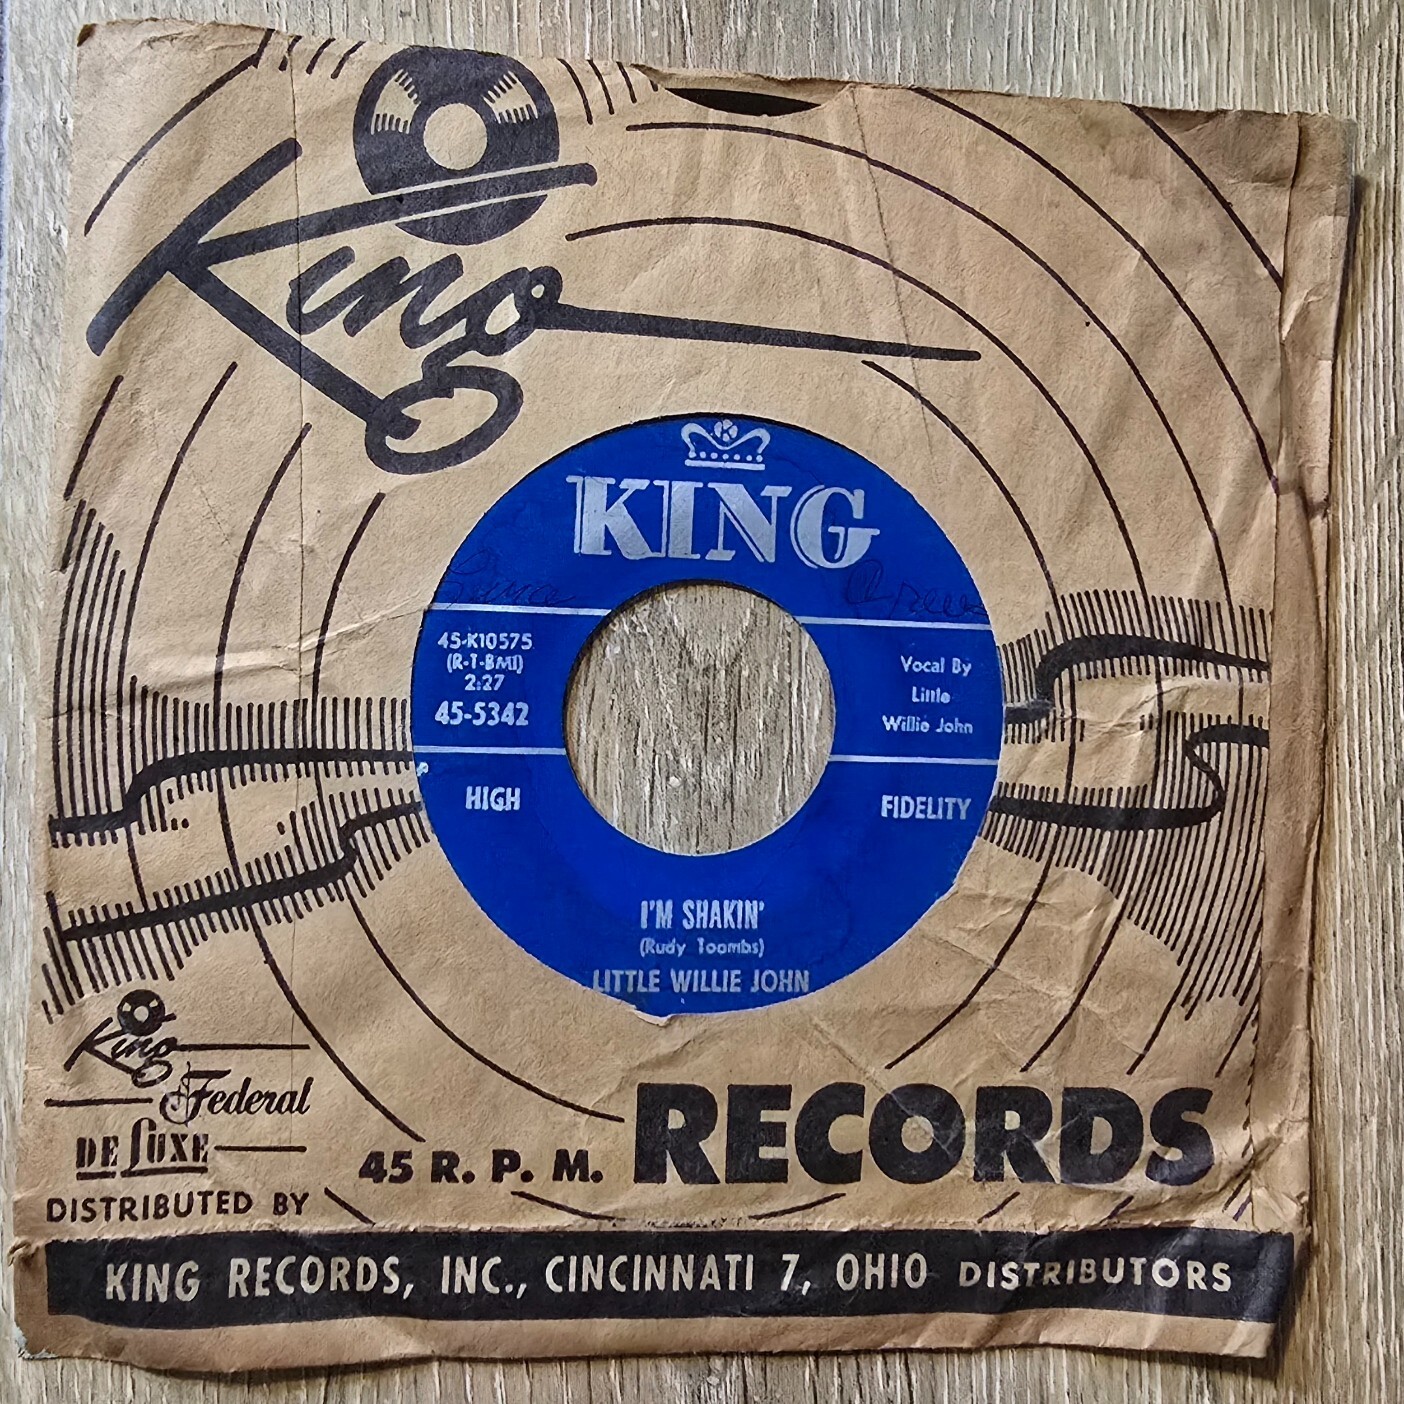 King
KING
45-K10575
(R-T-BMI)
2:27
45-5342
Vocal By
Little
Willie John
HIGH
FIDELITY
I'M SHAKIN'
(Rudy Toombs)
LITTLE WILLIE JOHN
King
Federal
DE LUXE
DISTRIBUTED BY
45 R. P. M. RECORDS
KING RECORDS, INC., CINCINNATI 7, OHIO DISTRIBUTORS